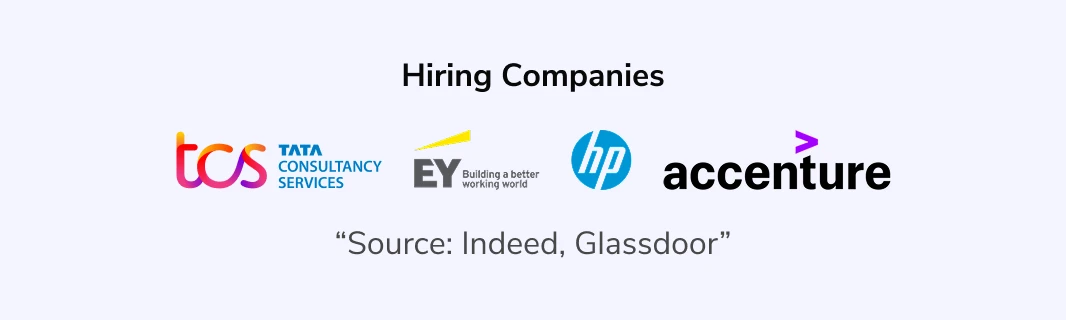 Hiring Companies
tcs TATA
CONSULTANCY
SERVICES
EY Building a better
working world
hp
>
accenture
“Source: Indeed, Glassdoor”